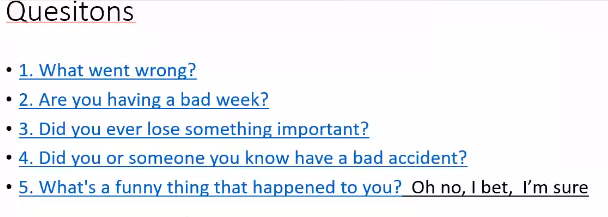 Quesitons
• 1. What went wrong?
• 2. Are you having a bad week?
• 3. Did you ever lose something important?
• 4. Did you or someone you know have a bad accident?
• 5. What's a funny thing that happened to you?  Oh no, I bet,  I’m sure